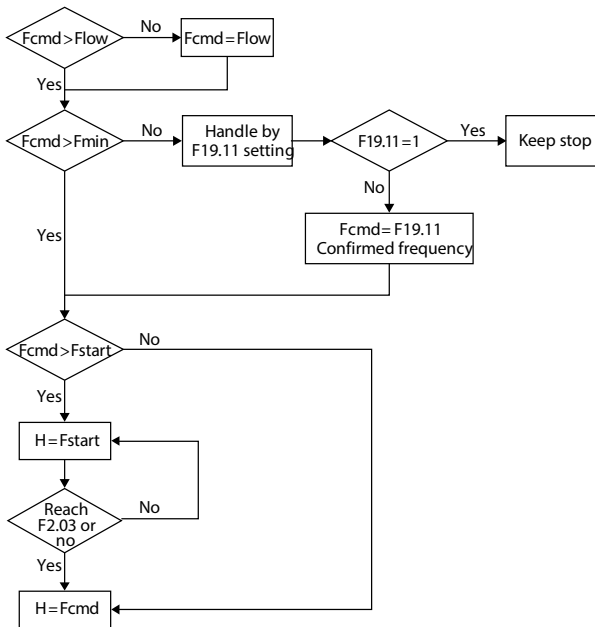 Fcmd>Flow
No
Fcmd=Flow
Yes
Fcmd>Fmin
No
Handle by
F19.11 setting
F19.11=1
Yes
Keep stop
No
Yes
Fcmd=F19.11
Confirmed frequency
Fcmd>Fstart
No
Yes
H=Fstart
Reach
F2.03 or
no
No
Yes
H=Fcmd